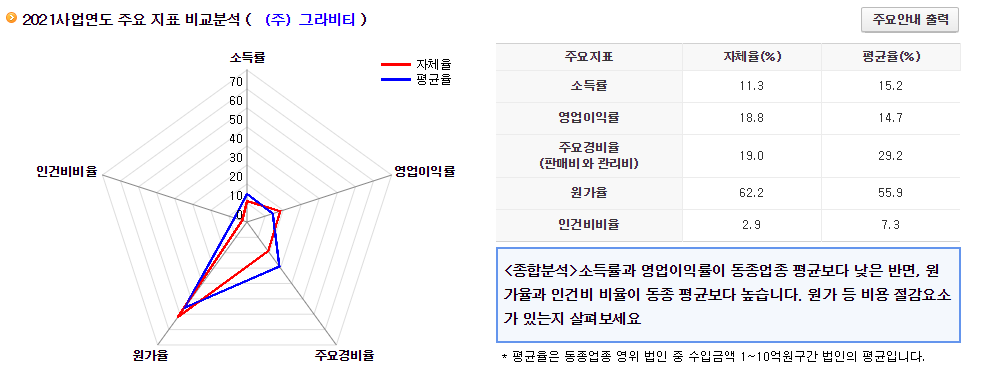 2021사업연도 주요 지표 비교분석 ( (주) 그라비티 )
주요안내 출력
소득률
자체율
평균율
70
60
50
40
30
20
10
0
인건비비율
영업이익률
원가율
주요경비율
주요지표 자체율(%) 평균율(%)
소득률 11.3 15.2
영업이익률 18.8 14.7
주요경비율
(판매비와 관리비) 19.0 29.2
원가율 62.2 55.9
인건비비율 2.9 7.3
<종합분석>소득률과 영업이익률이 동종업종 평균보다 낮은 반면, 원
가율과 인건비 비율이 동종 평균보다 높습니다. 원가 등 비용 절감요소
가 있는지 살펴보세요
* 평균율은 동종업종 영위 법인 중 수입금액 1~10억원구간 법인의 평균입니다.